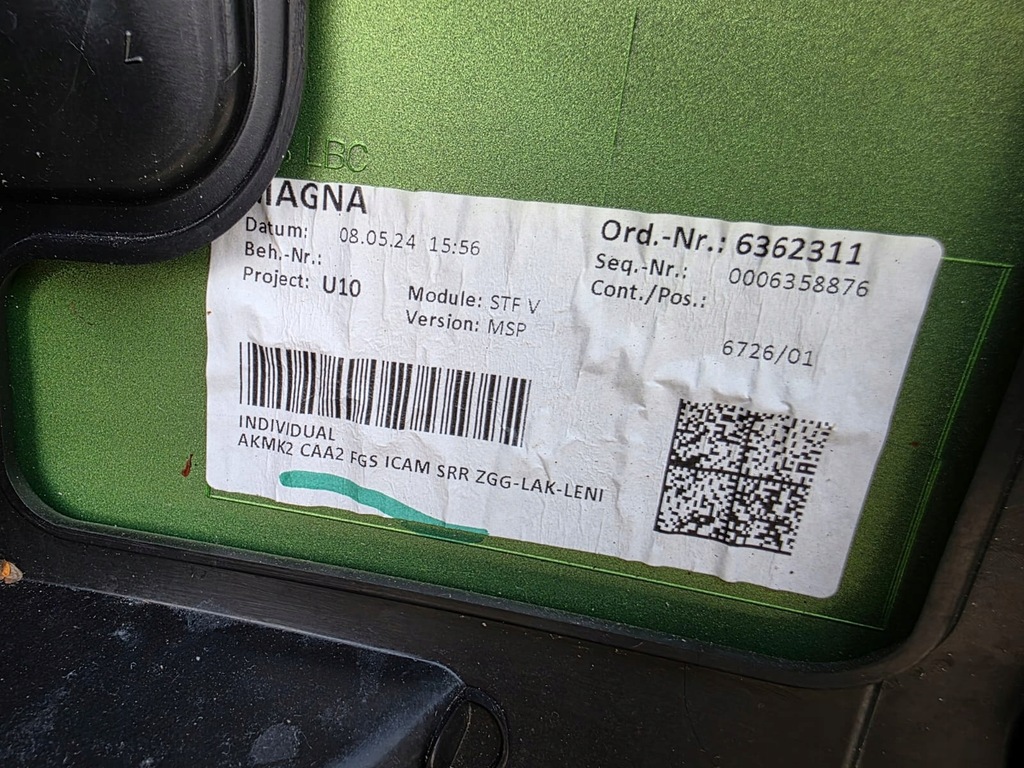 L
LBC
MAGNA
Datum: 08.05.24 15:56
Beh.-Nr.:
Project: U10
Module: STF V
Version: MSP
Ord.-Nr.: 6362311
Seq.-Nr.: 0006358876
Cont./Pos.:
6726/01
INDIVIDUAL
AKMK2 CAA2 FGS ICAM SRR ZGG-LAK-LENI